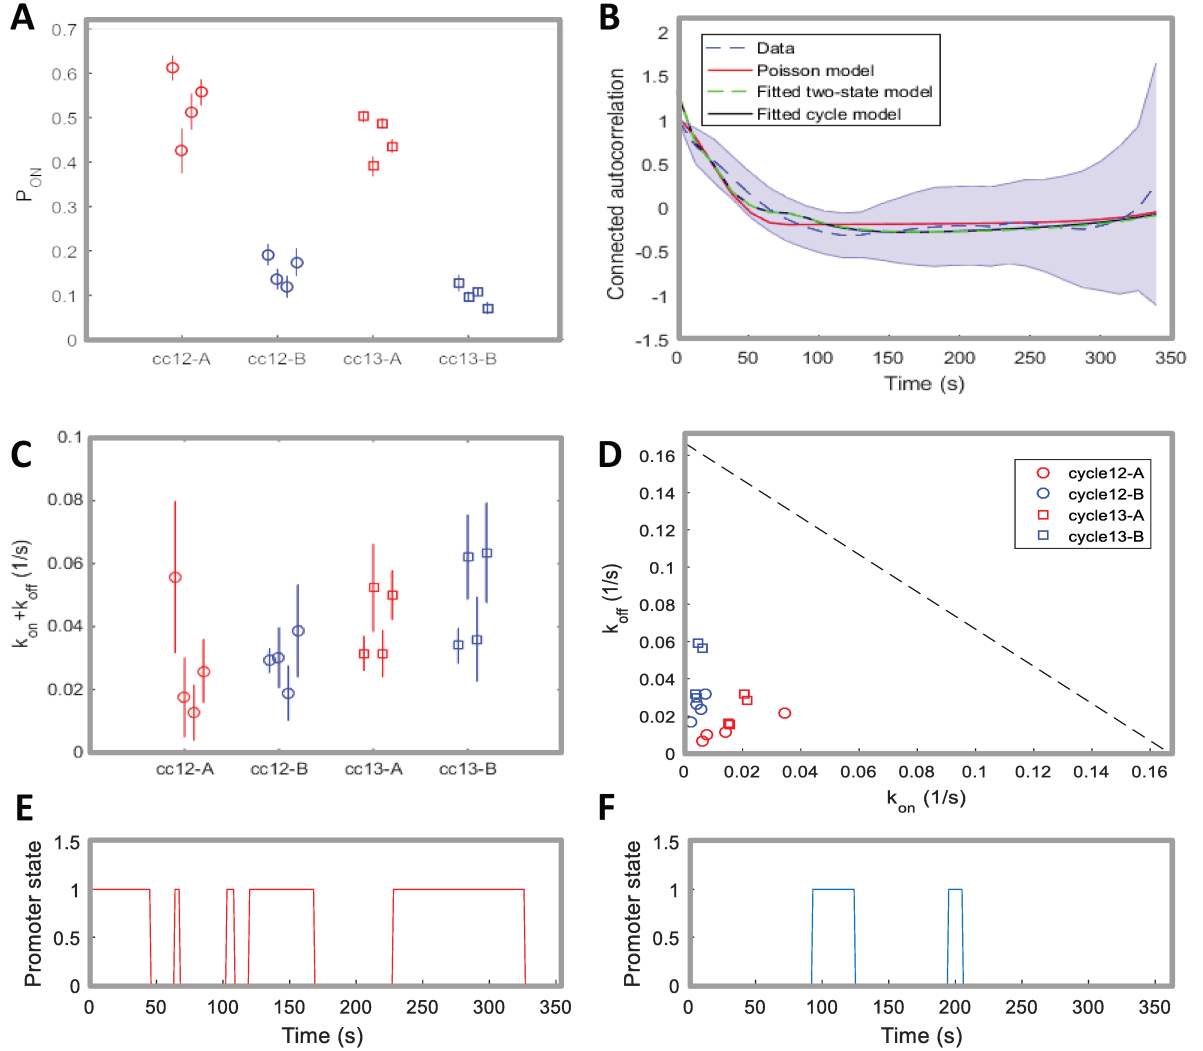 A
0.7
0.6
0.5
0.4
0.3
0.2
0.1
0
P_ON
cc12-A
cc12-B
cc13-A
cc13-B
B
2
1.5
1
0.5
0
-0.5
-1
-1.5
Connected autocorrelation
Data
Poisson model
Fitted two-state model
Fitted cycle model
0
50
100
150
200
250
300
350
Time (s)
C
0.1
0.08
0.06
0.04
0.02
0
k_on +k_off (1/s)
cc12-A
cc12-B
cc13-A
cc13-B
D
0.16
0.14
0.12
0.1
0.08
0.06
0.04
0.02
0
k_off (1/s)
cycle12-A
cycle12-B
cycle13-A
cycle13-B
0
0.02
0.04
0.06
0.08
0.1
0.12
0.14
0.16
k_on (1/s)
E
1.5
1
0.5
0
Promoter state
0
50
100
150
200
250
300
350
Time (s)
F
1.5
1
0.5
0
Promoter state
0
50
100
150
200
250
300
350
Time (s)